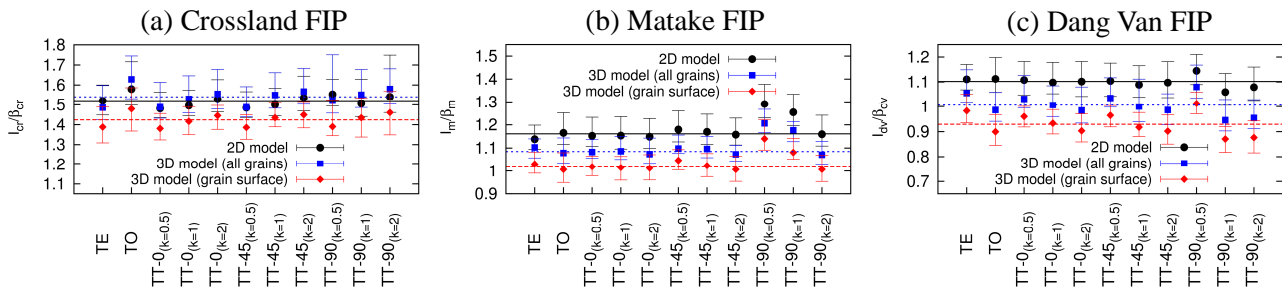 (a) Crossland FIP
1.8
1.7
1.6
1.5
1.4
1.3
1.2
1.1
I_cr/β_cr
2D model
3D model (all grains)
3D model (grain surface)
TE
TO
TT-0(k=0.5)
TT-0(k=1)
TT-0(k=2)
TT-45(k=0.5)
TT-45(k=1)
TT-45(k=2)
TT-90(k=0.5)
TT-90(k=1)
TT-90(k=2)
(b) Matake FIP
1.5
1.4
1.3
1.2
1.1
1
0.9
I_m/β_m
2D model
3D model (all grains)
3D model (grain surface)
TE
TO
TT-0(k=0.5)
TT-0(k=1)
TT-0(k=2)
TT-45(k=0.5)
TT-45(k=1)
TT-45(k=2)
TT-90(k=0.5)
TT-90(k=1)
TT-90(k=2)
(c) Dang Van FIP
1.2
1.1
1
0.9
0.8
0.7
I_dv/β_cv
2D model
3D model (all grains)
3D model (grain surface)
TE
TO
TT-0(k=0.5)
TT-0(k=1)
TT-0(k=2)
TT-45(k=0.5)
TT-45(k=1)
TT-45(k=2)
TT-90(k=0.5)
TT-90(k=1)
TT-90(k=2)